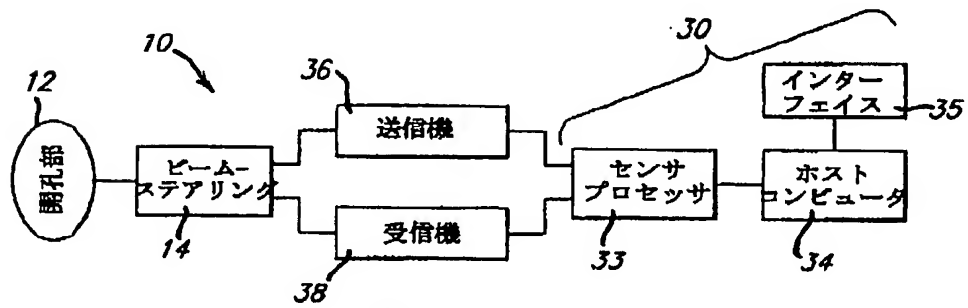 30
10
12
36
インター
フェイス
35
送信機
開孔部
ビーム-
ステアリング
14
センサ
プロセッサ
33
ホスト
コンピュータ
34
受信機
38